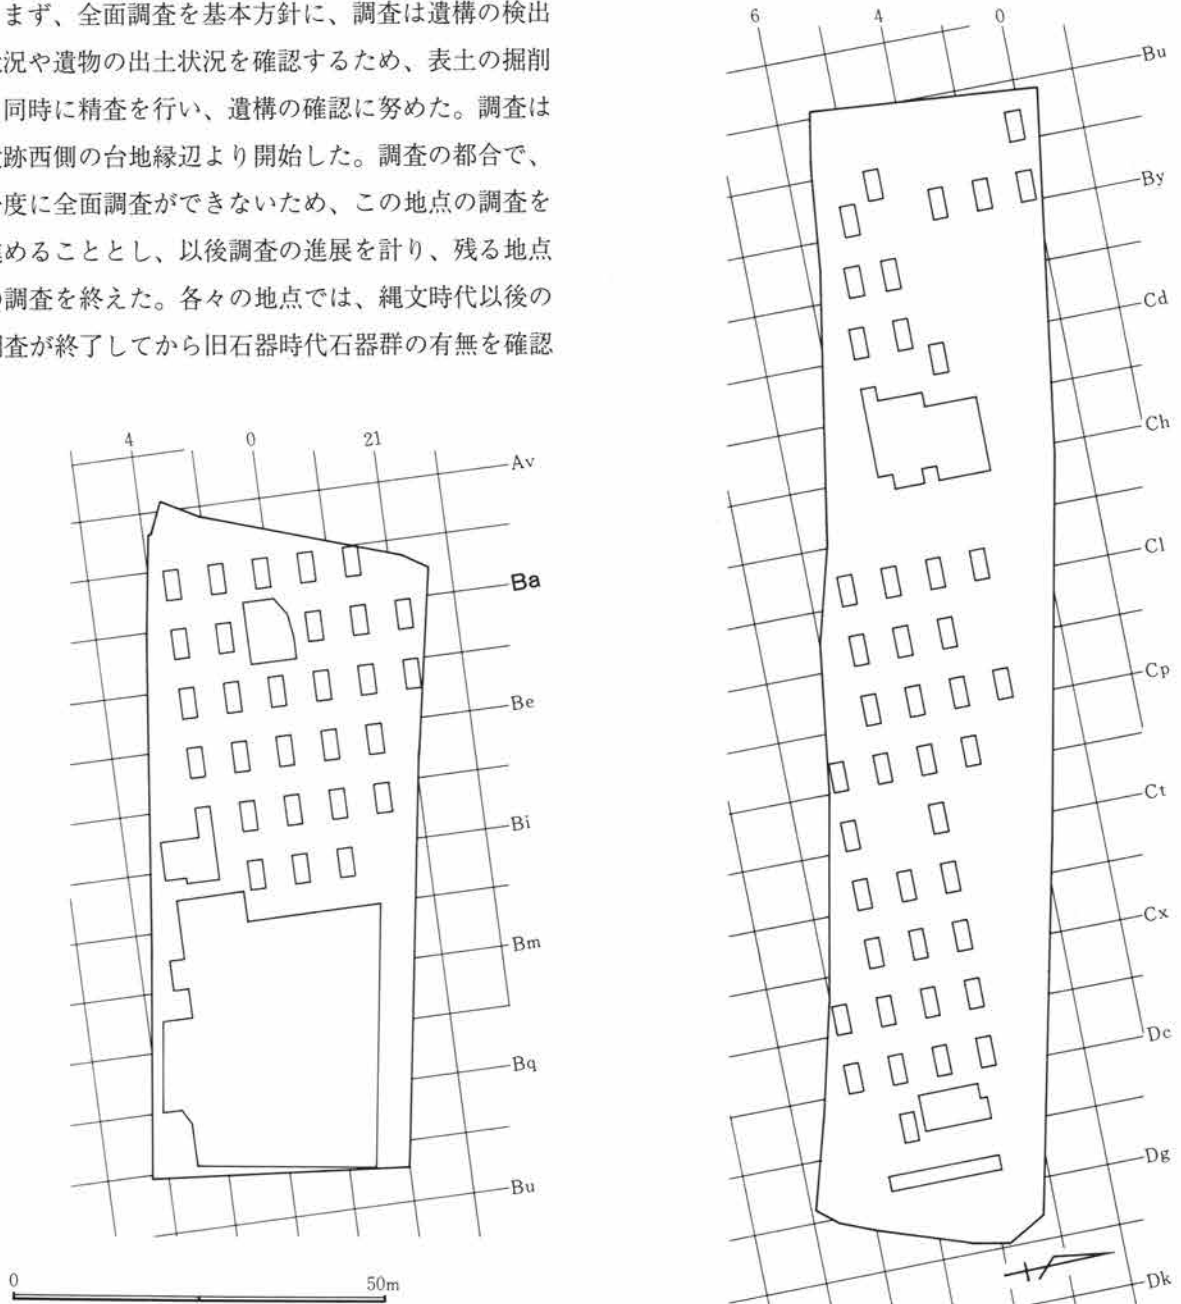 まず、全面調査を基本方針に、調査は遺構の検出
況や遺物の出土状況を確認するため、表土の掘削
同時に精査を行い、遺構の確認に努めた。調査は
跡西側の台地縁辺より開始した。調査の都合で、
度に全面調査ができないため、この地点の調査を
めることとし、以後調査の進展を計り、残る地点
調査を終えた。各々の地点では、縄文時代以後の
査が終了してから旧石器時代石器群の有無を確認
4 0 21
Av
Ba
Be
Bi
Bm
Bq
Bu
0 50m
6 4 0
Bu
By
Cd
Ch
Cl
Cp
Ct
Cx
Dc
Dg
Dk